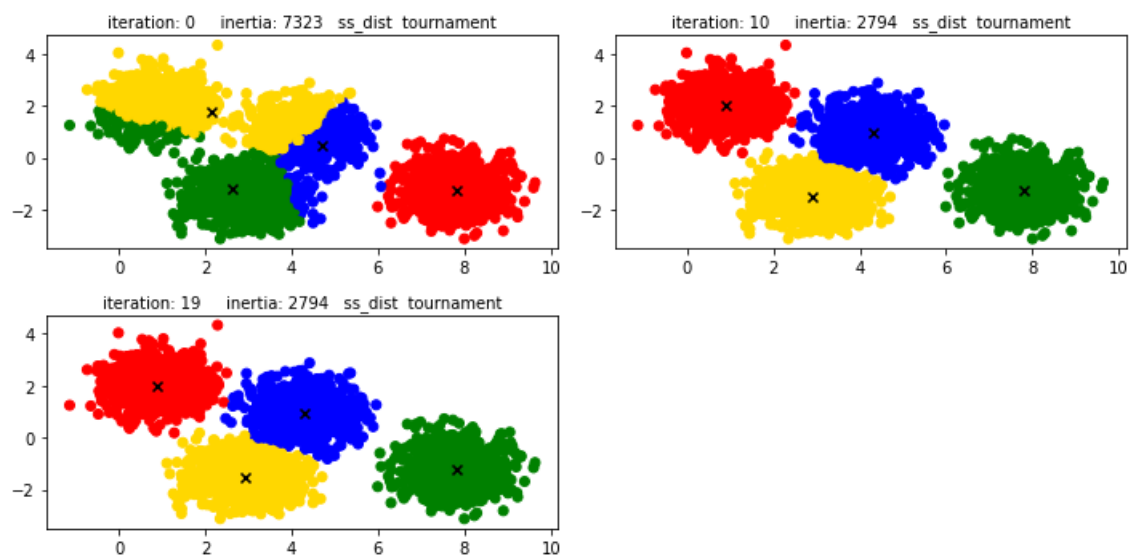 iteration: 0 inertia: 7323 ss_dist tournament
4
2
0
−2
0 2 4 6 8 10
iteration: 10 inertia: 2794 ss_dist tournament
4
2
0
−2
0 2 4 6 8 10
iteration: 19 inertia: 2794 ss_dist tournament
4
2
0
−2
0 2 4 6 8 10